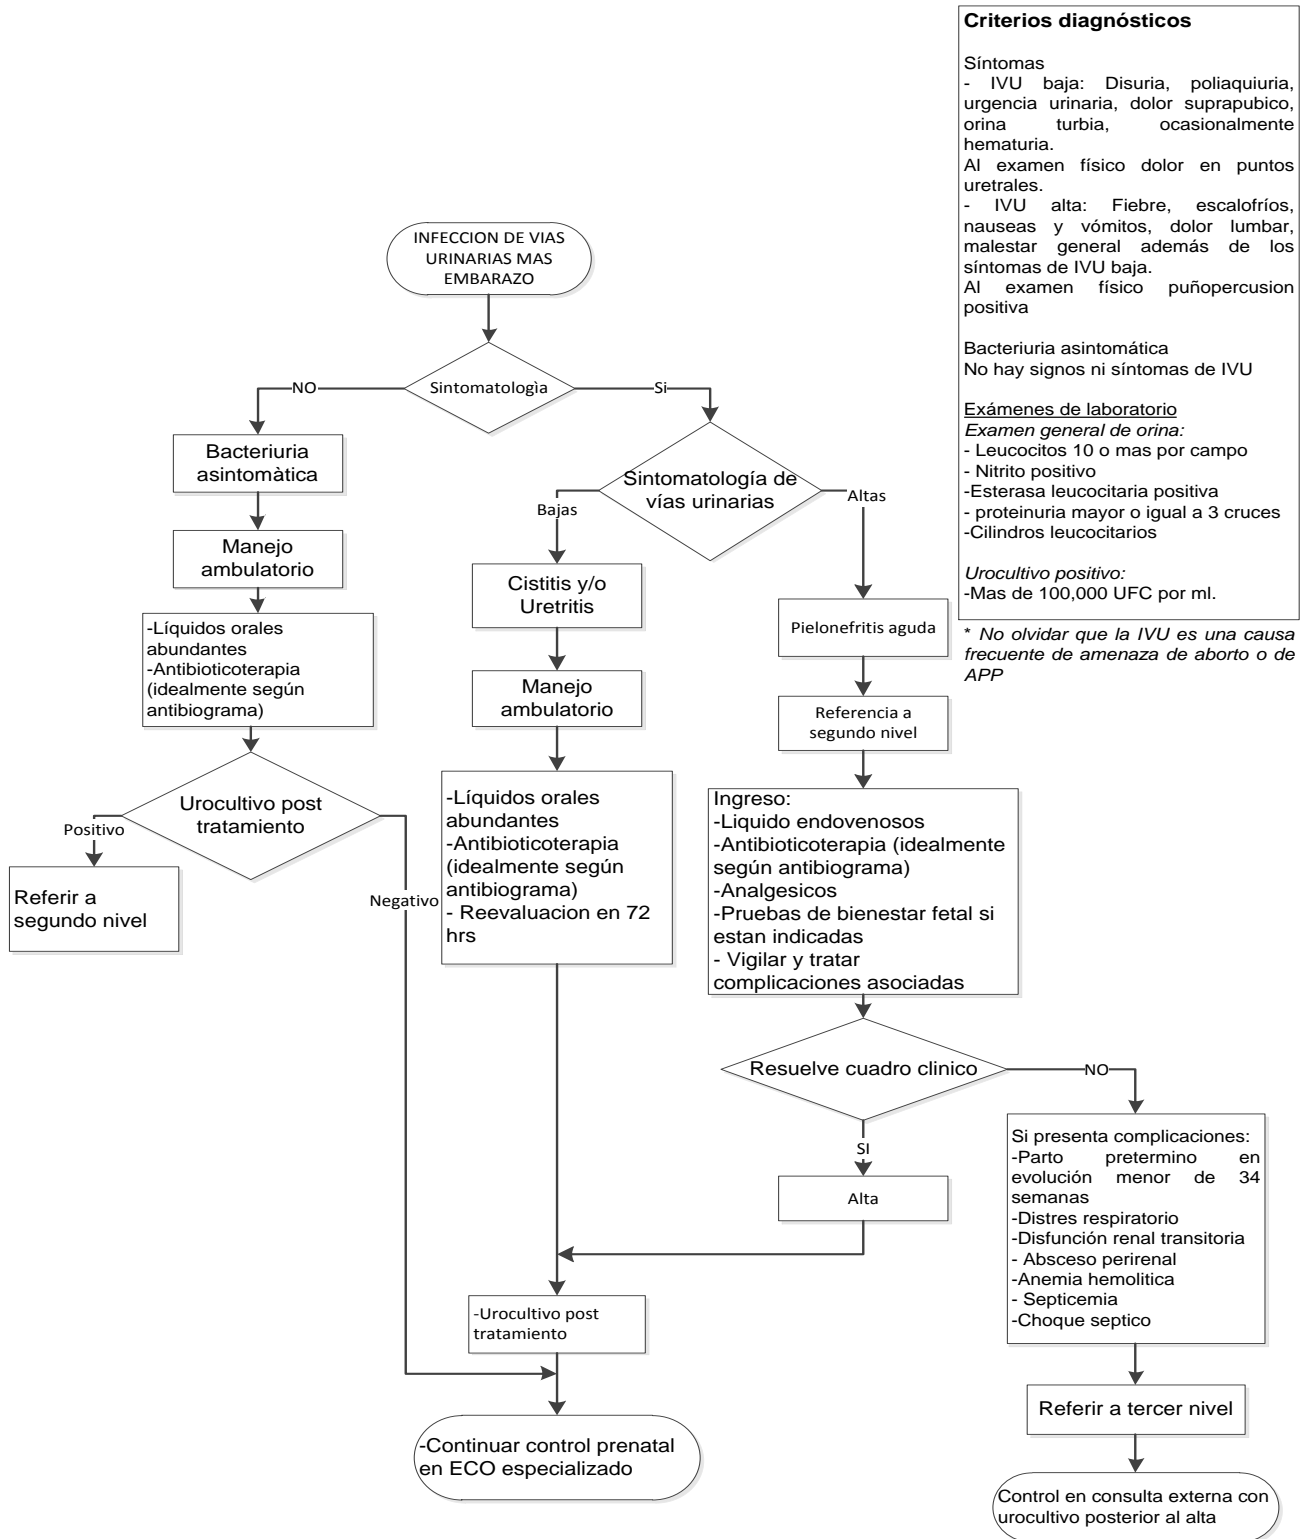 Criterios diagnósticos
Síntomas
- IVU baja: Disuria, poliaquiuria,
urgencia urinaria, dolor suprapubico,
orina turbia, ocasionalmente
hematuria.
Al examen físico dolor en puntos
uretrales.
- IVU alta: Fiebre, escalofríos,
nauseas y vómitos, dolor lumbar,
malestar general además de los
síntomas de IVU baja.
Al examen físico puñopercusion
positiva
Bacteriuria asintomática
No hay signos ni síntomas de IVU
Exámenes de laboratorio
Examen general de orina:
- Leucocitos 10 o mas por campo
- Nitrito positivo
-Esterasa leucocitaria positiva
- proteinuria mayor o igual a 3 cruces
-Cilindros leucocitarios
Urocultivo positivo:
-Mas de 100,000 UFC por ml.
* No olvidar que la IVU es una causa
frecuente de amenaza de aborto o de
APP
INFECCION DE VIAS
URINARIAS MAS
EMBARAZO
Sintomatologìa
NO
Si
Bacteriuria
asintomàtica
Manejo
ambulatorio
-Líquidos orales
abundantes
-Antibioticoterapia
(idealmente según
antibiograma)
Urocultivo post
tratamiento
Positivo
Negativo
Referir a
segundo nivel
Sintomatología de
vías urinarias
Bajas
Altas
Cistitis y/o
Uretritis
Manejo
ambulatorio
-Líquidos orales
abundantes
-Antibioticoterapia
(idealmente según
antibiograma)
- Reevaluacion en 72
hrs
Pielonefritis aguda
Referencia a
segundo nivel
Ingreso:
-Liquido endovenosos
-Antibioticoterapia (idealmente
según antibiograma)
-Analgesicos
-Pruebas de bienestar fetal si
estan indicadas
- Vigilar y tratar
complicaciones asociadas
Resuelve cuadro clinico
NO
SI
Alta
Si presenta complicaciones:
-Parto pretermino en
evolución menor de 34
semanas
-Distres respiratorio
-Disfunción renal transitoria
- Absceso perirenal
-Anemia hemolitica
- Septicemia
-Choque septico
-Urocultivo post
tratamiento
Referir a tercer nivel
-Continuar control prenatal
en ECO especializado
Control en consulta externa con
urocultivo posterior al alta